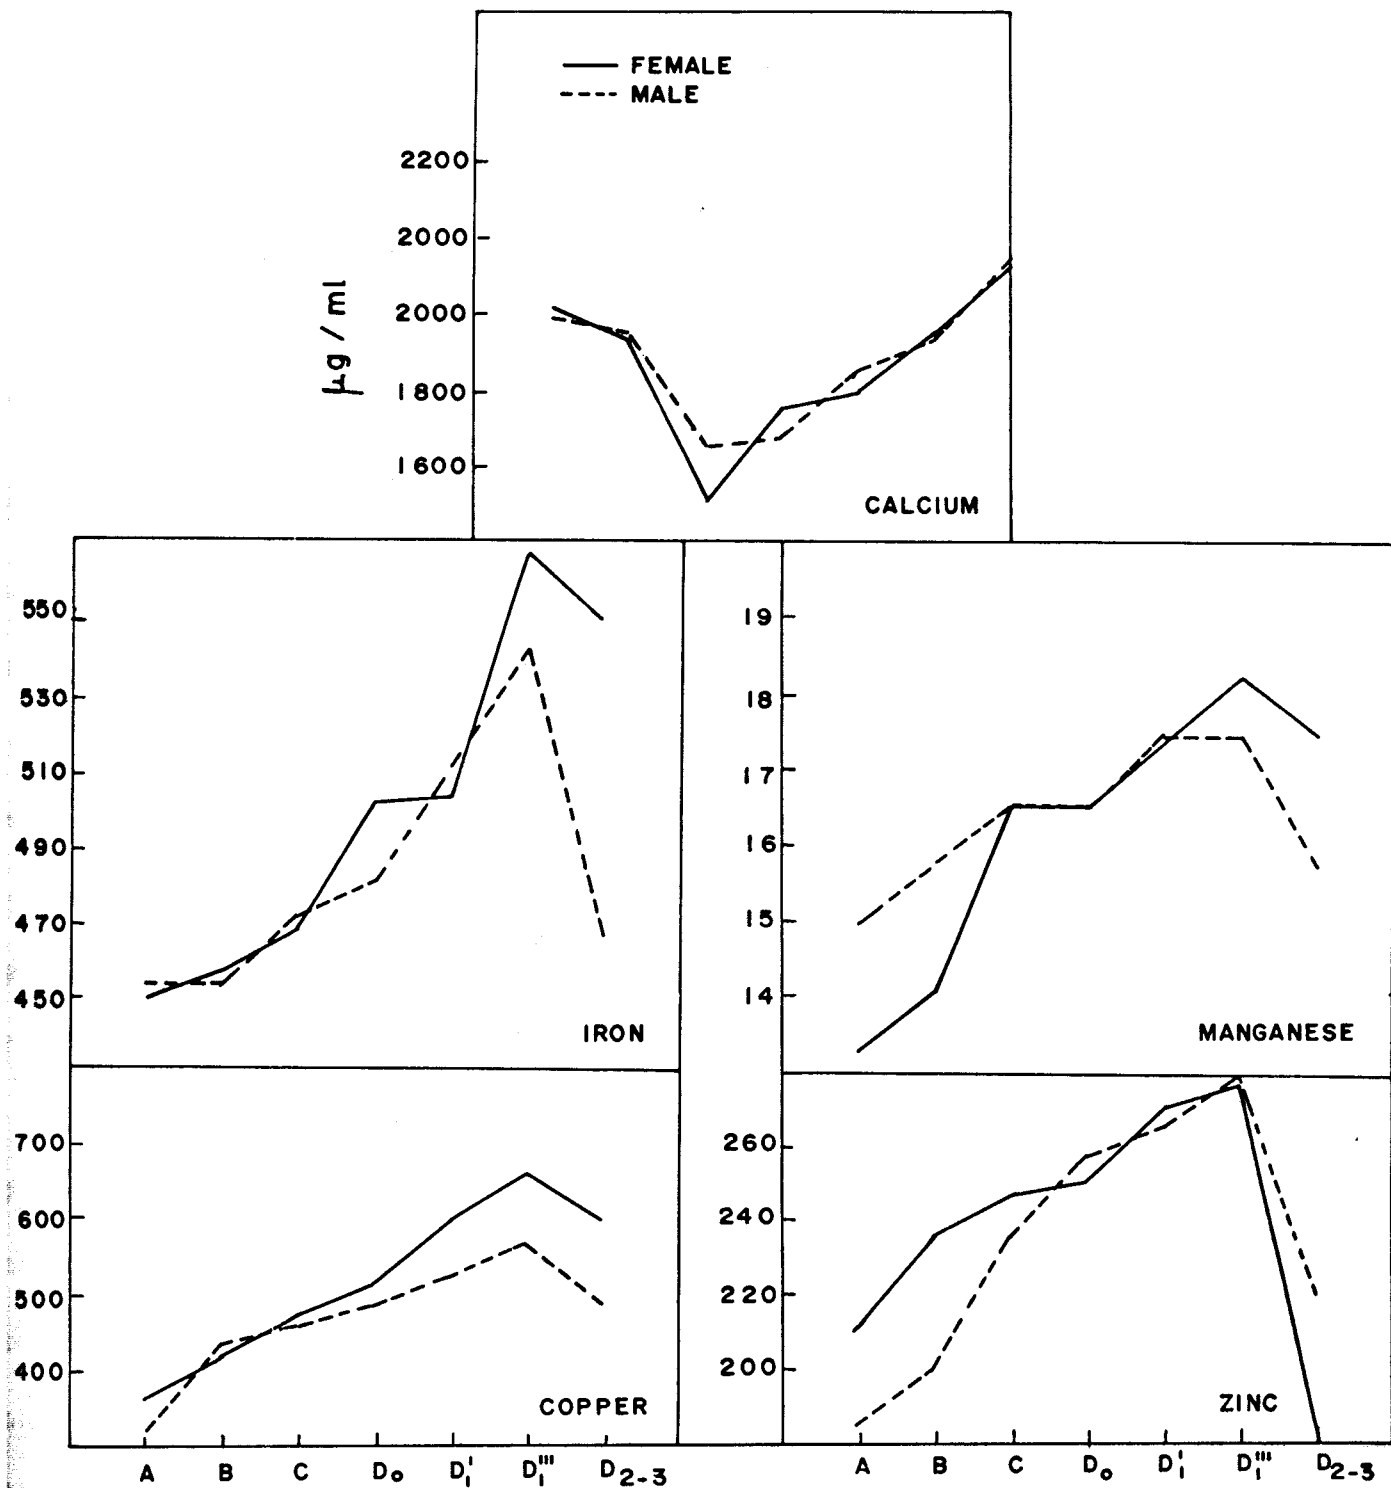 FEMALE
MALE
2200
2000
2000
1800
1600
μg / ml
CALCIUM
550
530
510
490
470
450
IRON
19
18
17
16
15
14
MANGANESE
700
600
500
400
COPPER
260
240
220
200
ZINC
A B C D₀ D₁' D₁''' D₂₋₃
A B C D₀ D₁' D₁''' D₂₋₃